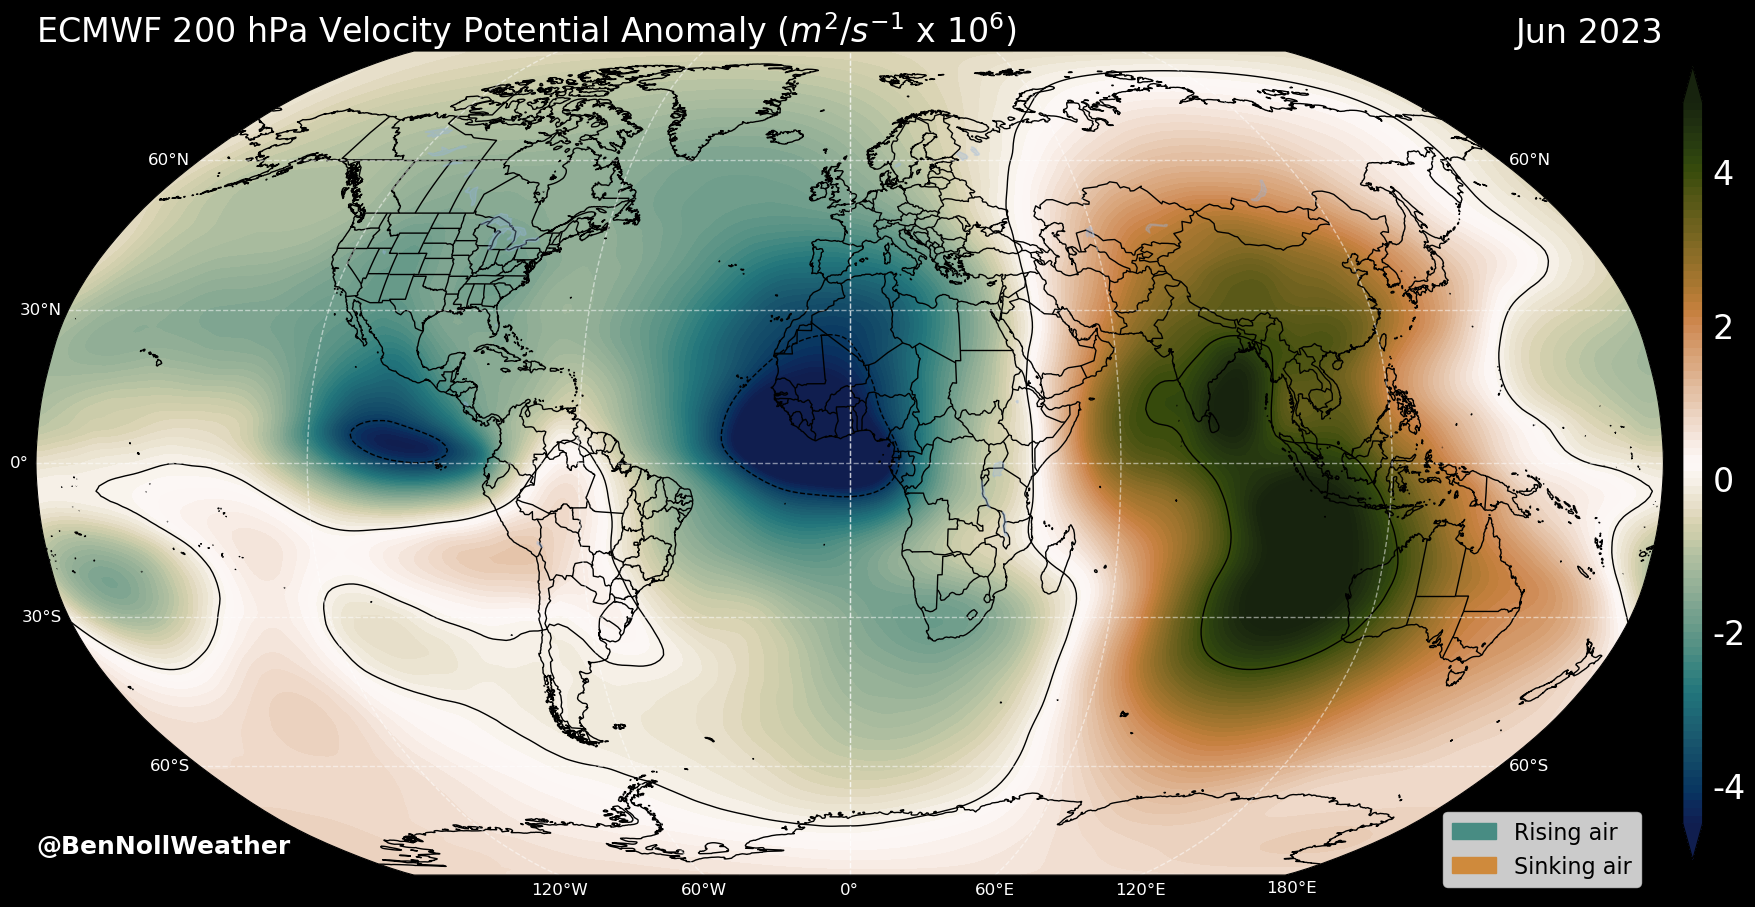 ECMWF 200 hPa Velocity Potential Anomaly (m²/s⁻¹ x 10⁶)
Jun 2023
60°N
60°N
4
30°N
2
0°
0
30°S
-2
60°S
60°S
-4
@BenNollWeather
Rising air
Sinking air
120°W 60°W 0° 60°E 120°E 180°E